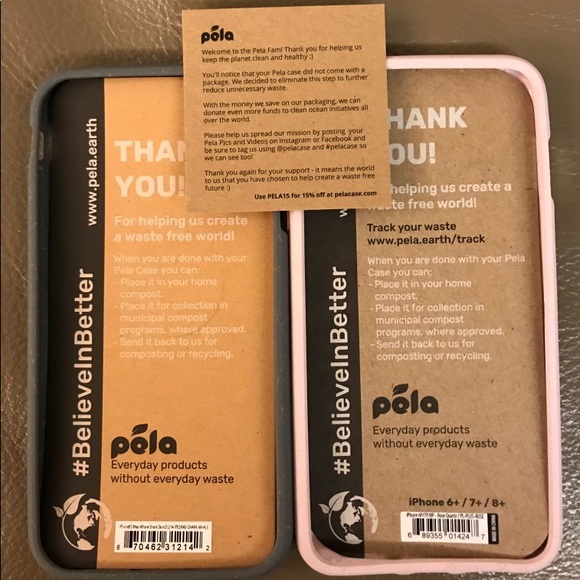 pela
Welcome to the Pela Fam! Thank you for helping us
keep the planet clean and healthy :)
You'll notice that your Pela case did not come with a
package. We decided to eliminate this step to further
reduce unnecessary waste.
With the money we save on our packaging, we can
donate even more funds to clean ocean initiatives all
over the world.
Please help us spread our mission by posting your
Pela Pics and Videos on Instagram or Facebook and
be sure to tag us using @pelacase and #pelacase so
we can see too!
Thank you again for your support - it means the world
to us that you have chosen to help create a waste free
future :)
Use PELA15 for 15% off at pelacase.com
www.pela.earth
#BelieveInBetter
THAN
YOU!
For helping us create
a waste free world!
When you are done with your
Pela Case you can:
- Place it in your home
compost.
- Place it for collection in
municipal compost
programs, where approved.
- Send it back to us for
composting or recycling.
pela
Everyday products
without everyday waste
6 70462 31214 2
#BelieveInBetter
HANK
OU!
helping us create a
waste free world!
Track your waste
www.pela.earth/track
When you are done with your Pela
Case you can:
- Place it in your home
compost.
- Place it for collection in
municipal compost
programs, where approved.
- Send it back to us for
composting or recycling.
pela
Everyday products
without everyday waste
iPhone 6+ / 7+ / 8+
6 89355 01424 7